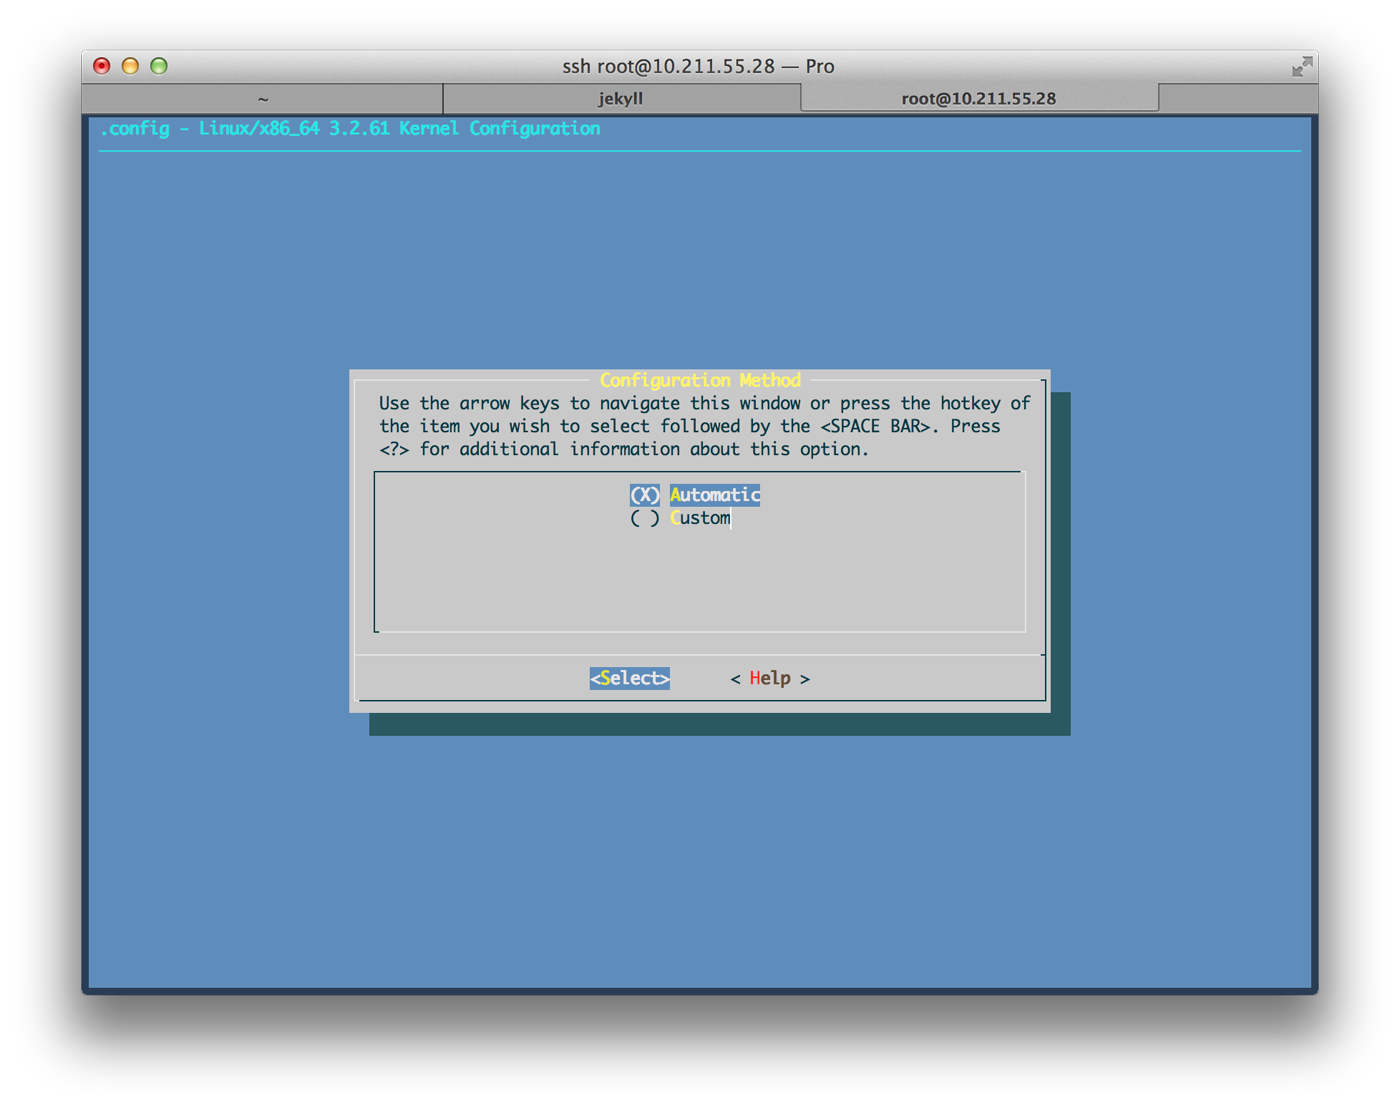 ssh root@10.211.55.28 — Pro
~ jekyll root@10.211.55.28
.config - Linux/x86_64 3.2.61 Kernel Configuration
Configuration Method
Use the arrow keys to navigate this window or press the hotkey of
the item you wish to select followed by the <SPACE BAR>. Press
<?> for additional information about this option.
(X) Automatic
( ) Custom
<Select> < Help >